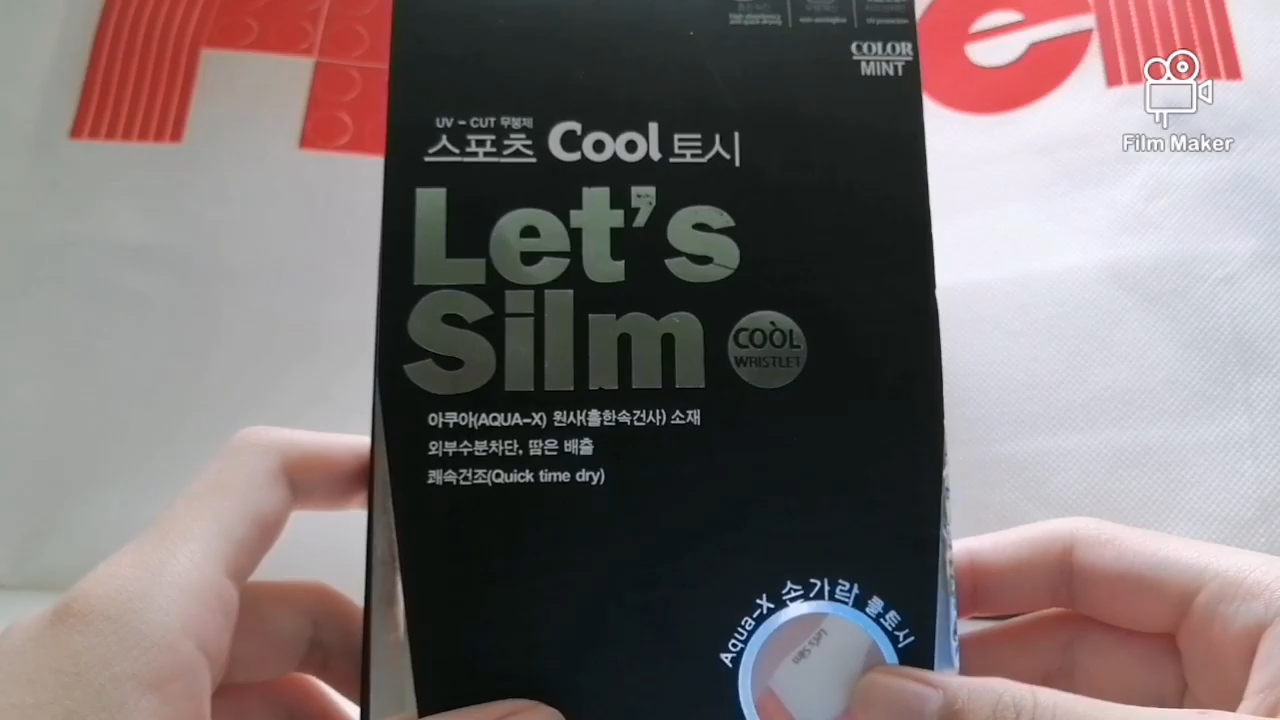 COLOR
MINT
Film Maker
UV - CUT 무봉제
스포츠 Cool 토시
Let's
Silm
COOL
WRISTLET
아쿠아(AQUA-X) 원사(흡한속건사) 소재
외부수분차단, 땀은 배출
쾌속건조(Quick time dry)
Aqua-X 손가락 쿨토시